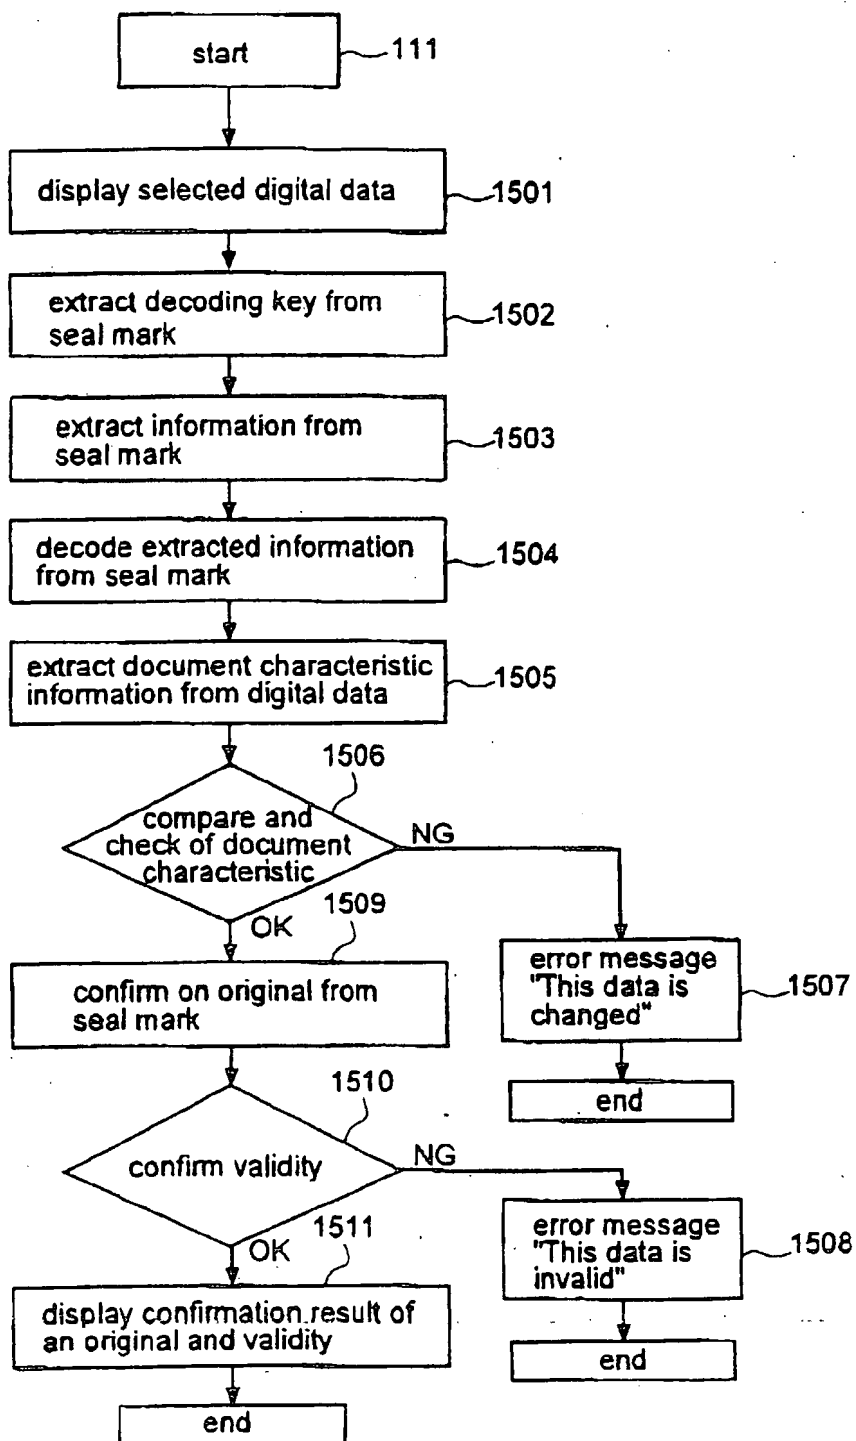 start
111
display selected digital data
1501
extract decoding key from
seal mark
1502
extract information from
seal mark
1503
decode extracted information
from seal mark
1504
extract document characteristic
information from digital data
1505
1506
compare and
check of document
characteristic
NG
OK
1509
error message
"This data is
changed"
1507
confirm on original from
seal mark
end
1510
confirm validity
NG
OK
1511
error message
"This data is
invalid"
1508
display confirmation.result of
an original and validity
end
end